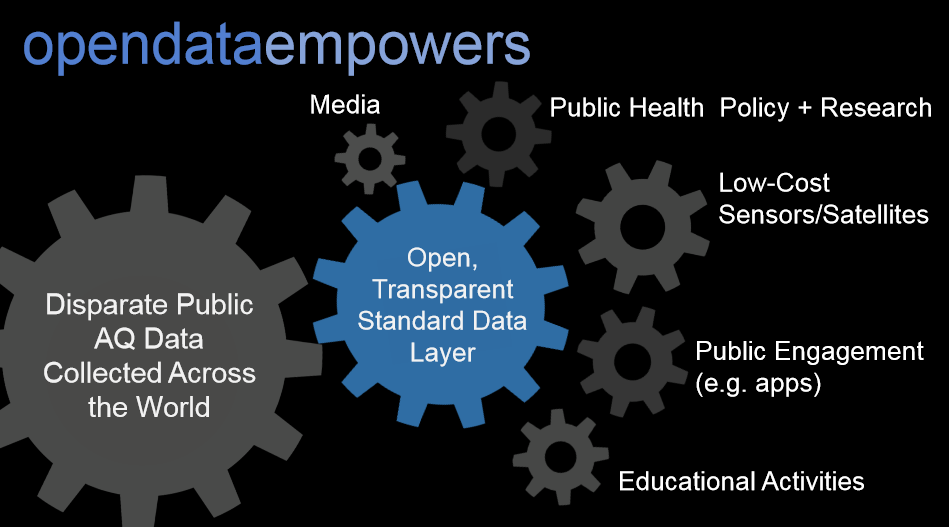 opendataempowers
Media
Public Health Policy + Research
Low-Cost
Sensors/Satellites
Open,
Transparent
Standard Data
Layer
Disparate Public
AQ Data
Collected Across
the World
Public Engagement
(e.g. apps)
Educational Activities